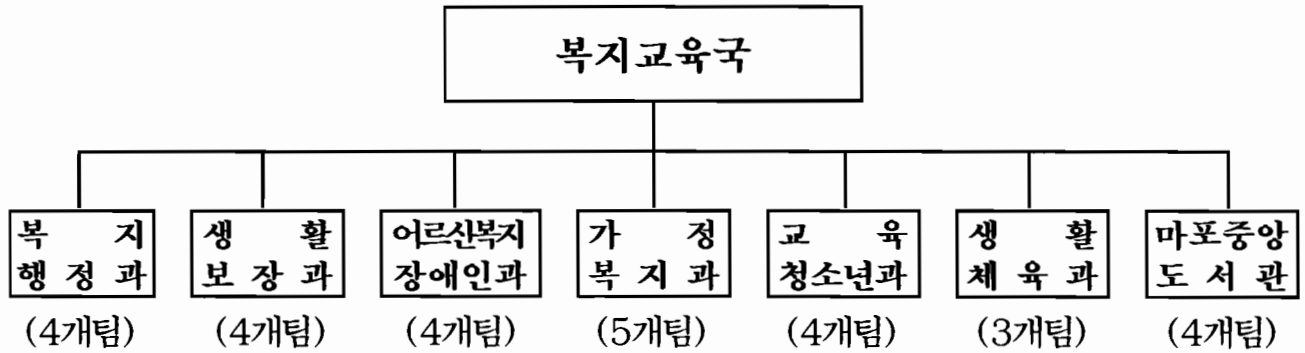 복지교육국
복 지
행 정 과
(4개팀)
생 활
보 장 과
(4개팀)
어르신복지
장애인과
(4개팀)
가 정
복 지 과
(5개팀)
교 육
청소년과
(4개팀)
생 활
체 육 과
(3개팀)
마포중앙
도 서 관
(4개팀)